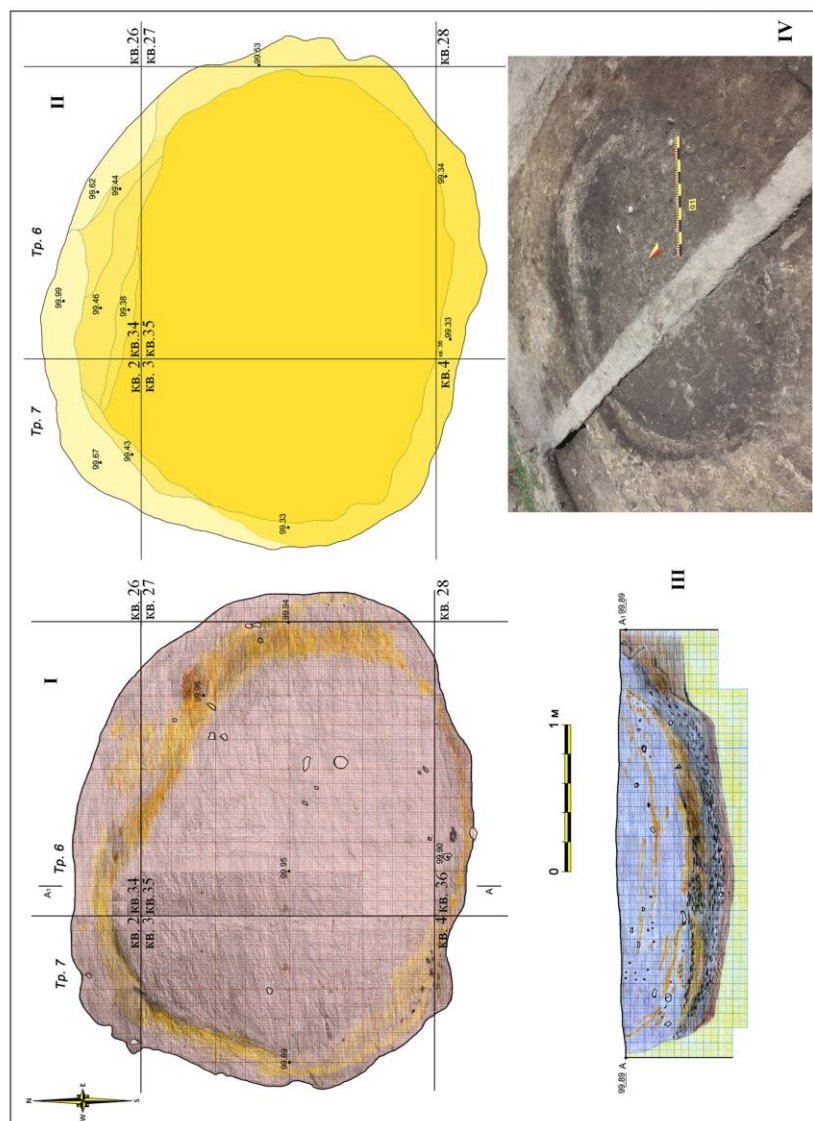 II
Тр. 6
Тр. 7
кв.26
кв.27
кв.28
кв. 2
кв.34
кв. 3
кв.35
кв.4
кв. 36
99.63
99.62
99.44
99.99
99.46
99.38
99.34
99.33
99.67
99.43
99.33
IV
I
Тр. 6
Тр. 7
кв.26
кв.27
кв.28
кв. 2
кв.34
кв. 3
кв.35
кв. 4
кв. 36
A₁
A
99.94
99.96
99.95
99.90
99.89
N
E
S
W
III
A₁ 99.89
99.89 A
0
1 м